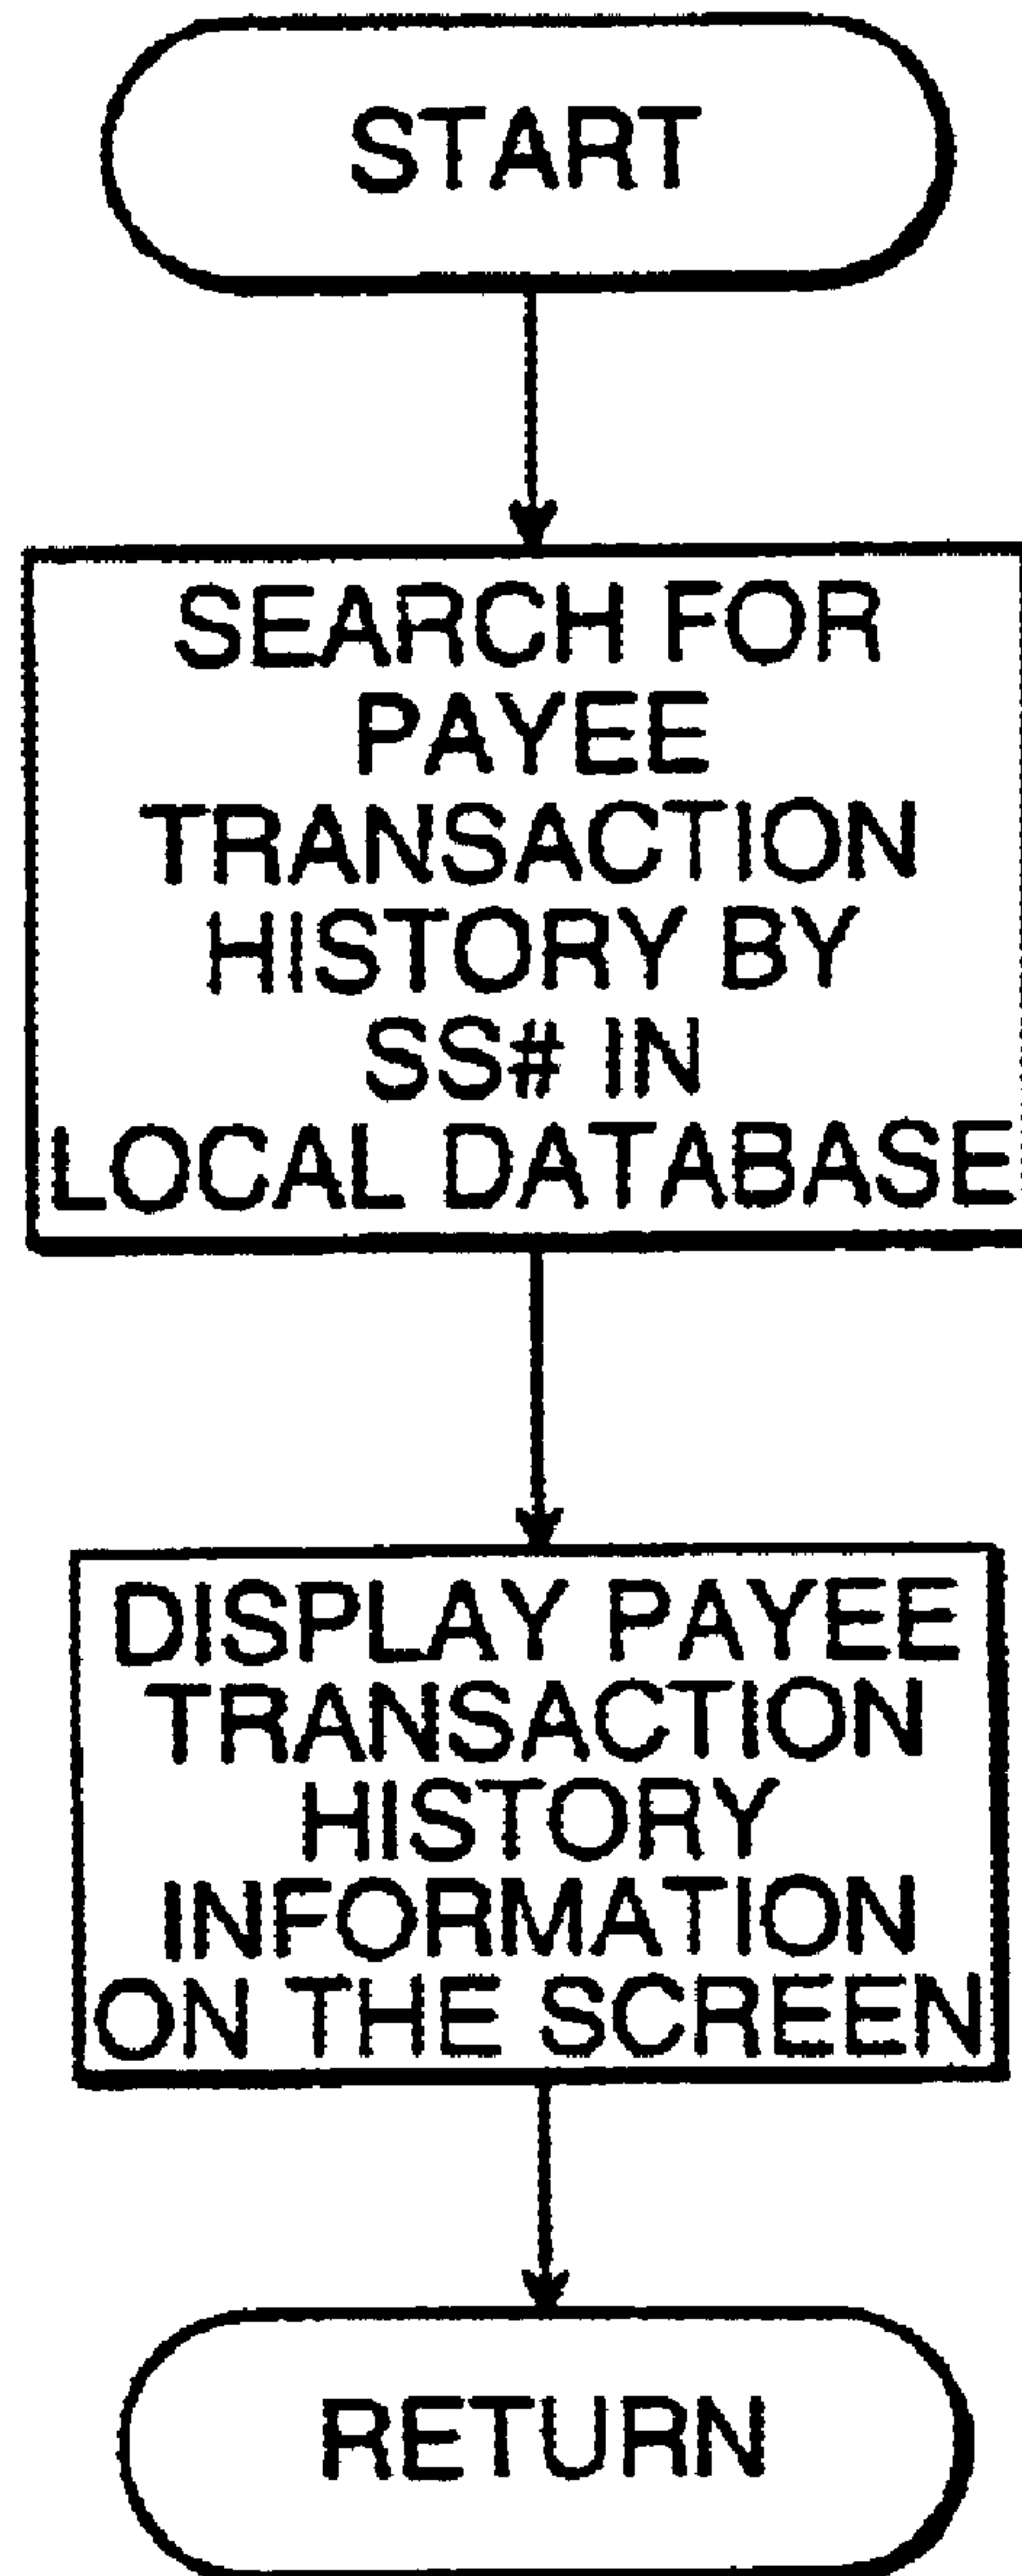 START
SEARCH FOR
PAYEE
TRANSACTION
HISTORY BY
SS# IN
LOCAL DATABASE
DISPLAY PAYEE
TRANSACTION
HISTORY
INFORMATION
ON THE SCREEN
RETURN